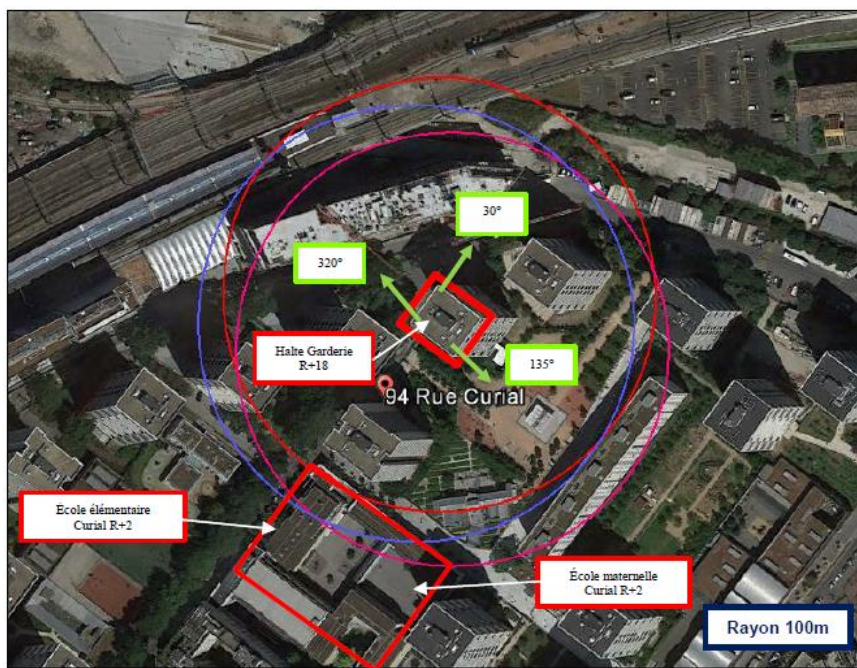 30°
320°
Halte Garderie
R+18
135°
94 Rue Curial
École élémentaire
Curial R+2
École maternelle
Curial R+2
Rayon 100m